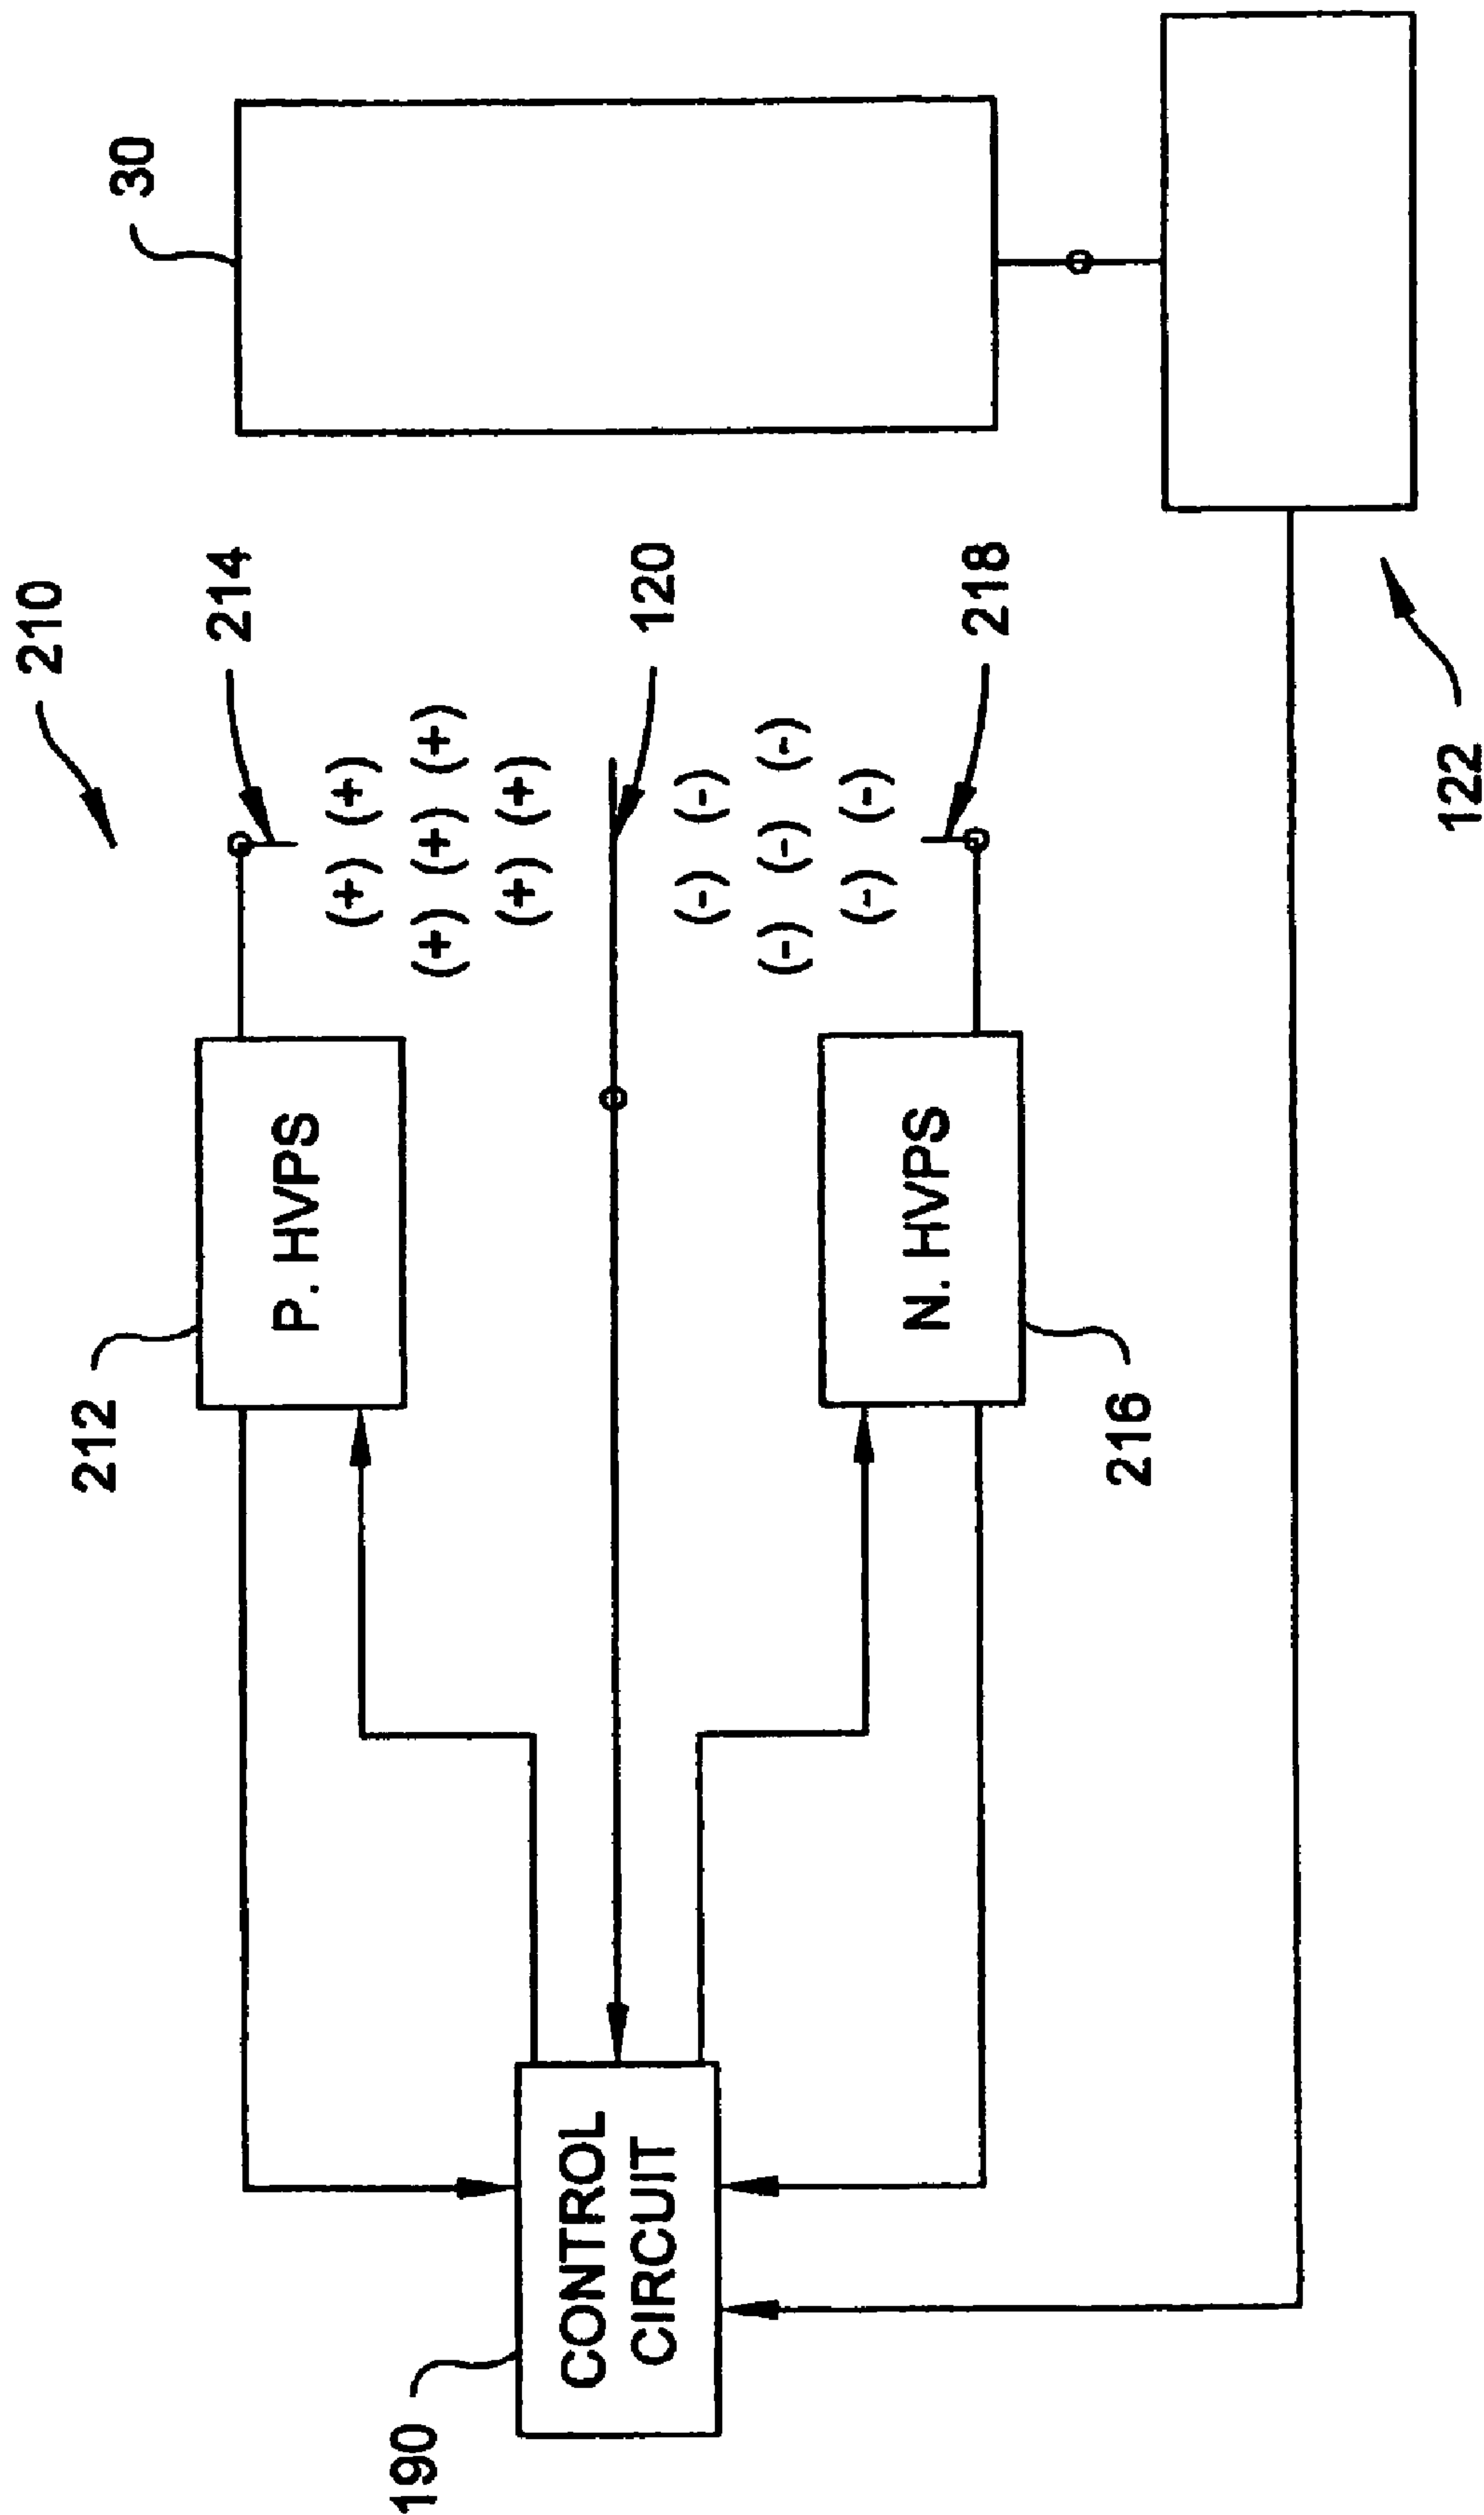 210
30
214
212
P. HVPS
(+) (+)
(+) (+) (+)
(+) (+)
190
CONTROL
CIRCUIT
120
(-) (-)
(-) (-) (-)
(-) (-)
N. HVPS
218
216
122